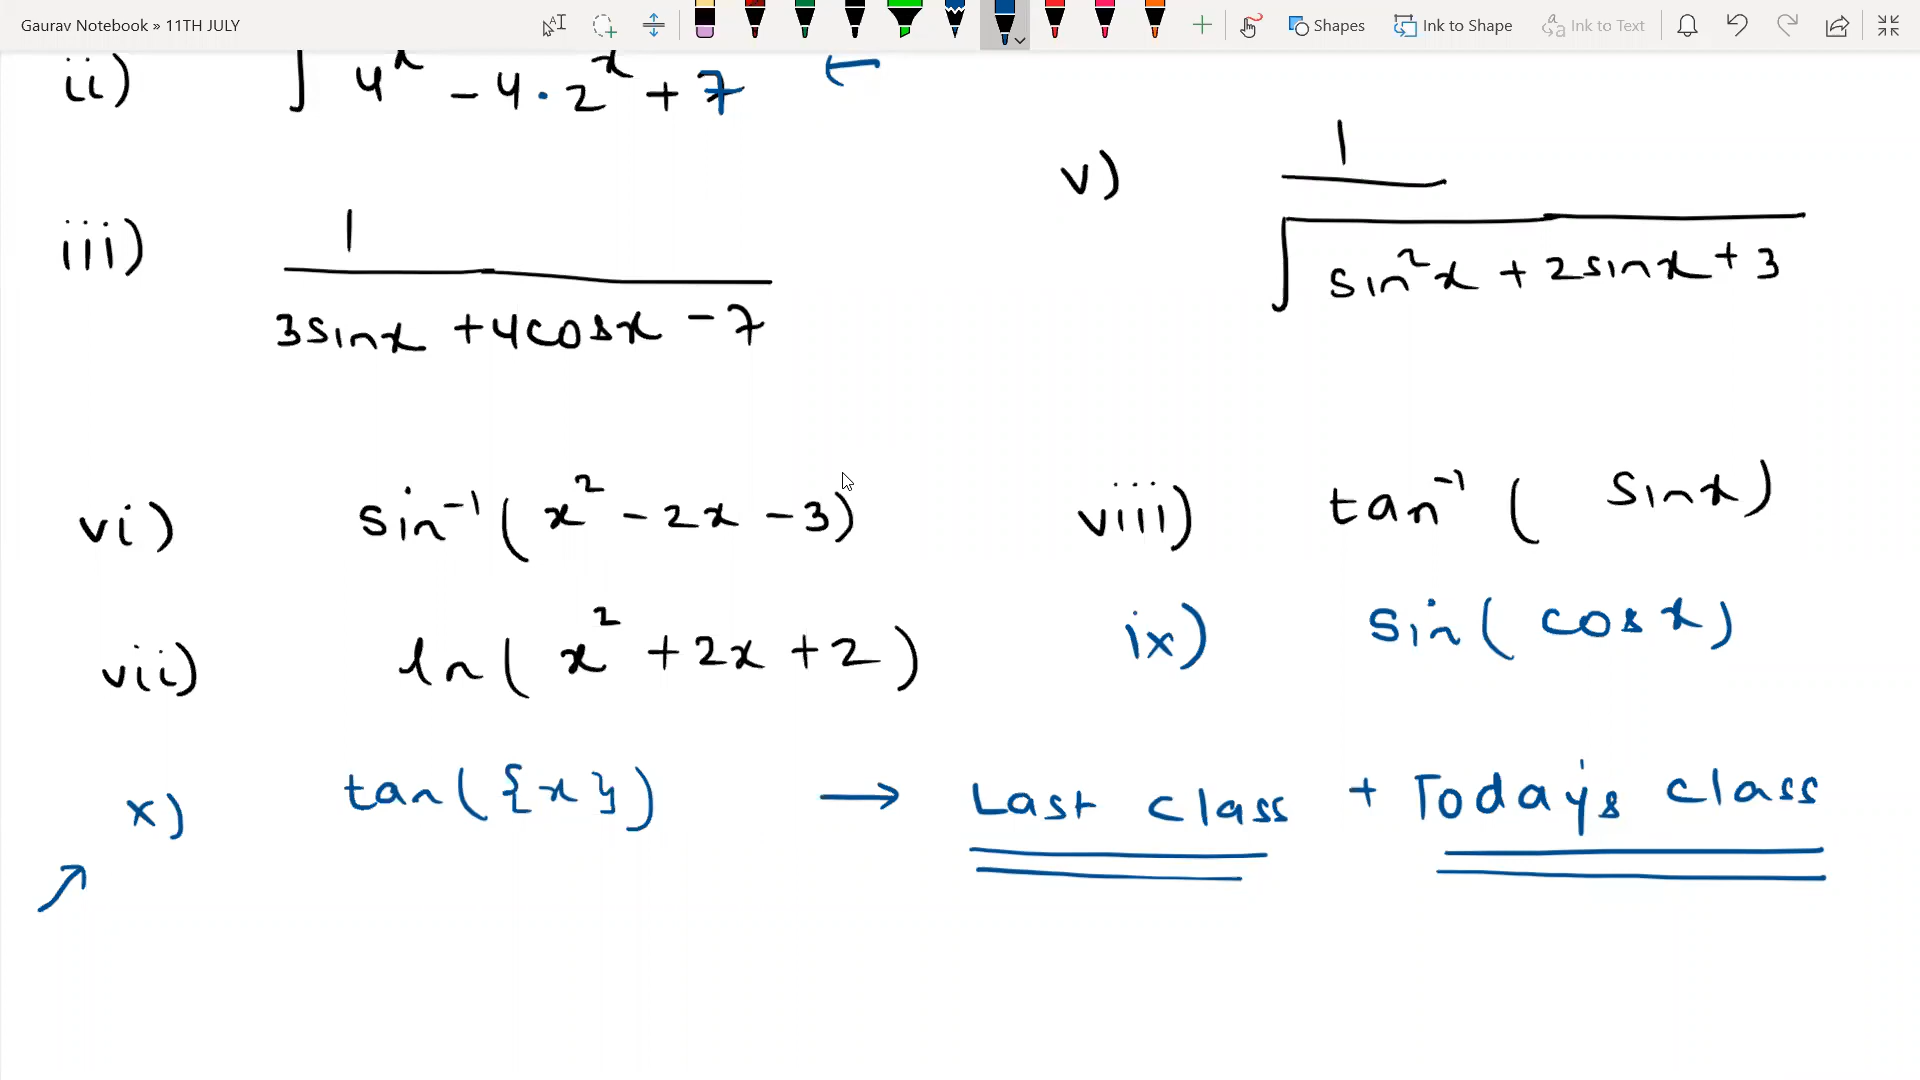 Gaurav Notebook » 11TH JULY
Shapes
Ink to Shape
Ink to Text
ii) √ 4^x - 4 · 2^x + 7 ←
iii) 1 / (3sinx + 4cosx - 7)
v) 1 / √(sin²x + 2sinx + 3)
vi) sin⁻¹(x² - 2x - 3)
vii) ln(x² + 2x + 2)
viii) tan⁻¹( sinx)
ix) sin(cosx)
x) tan({x}) → Last class + Today's class